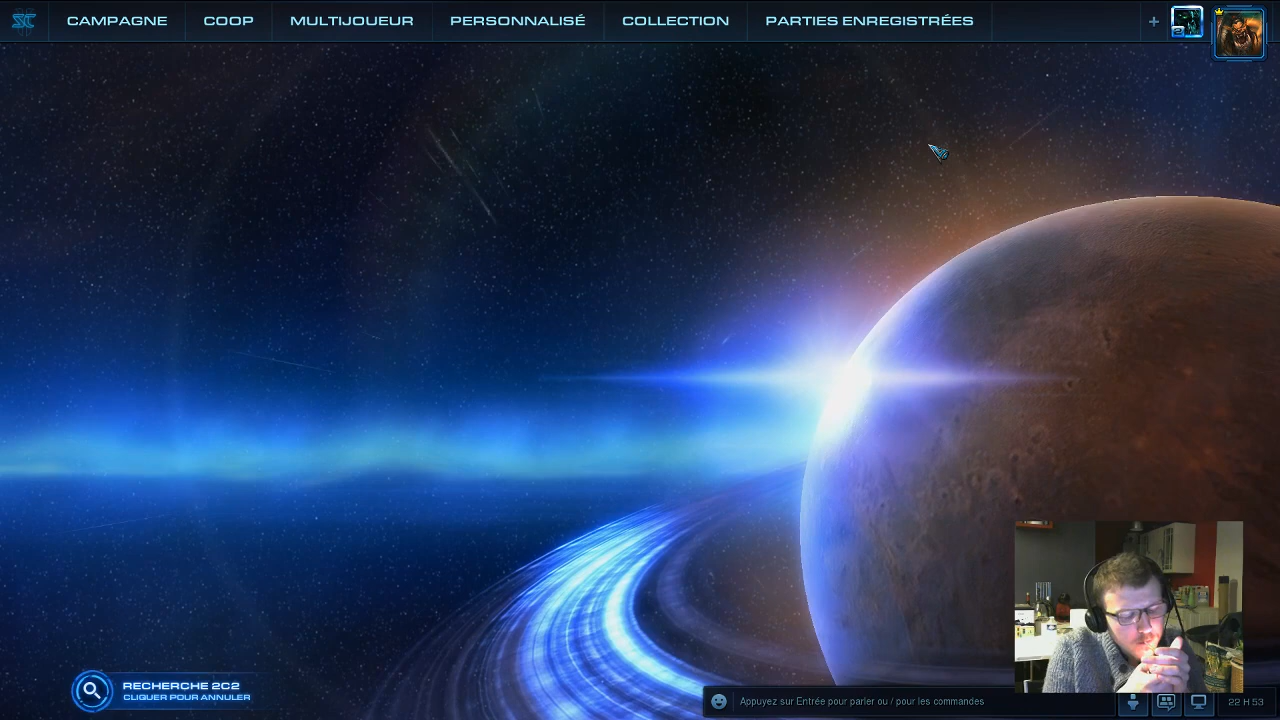 CAMPAGNE
COOP
MULTIJOUEUR
PERSONNALISÉ
COLLECTION
PARTIES ENREGISTRÉES
+
2
RECHERCHE 2C2
CLIQUER POUR ANNULER
Appuyez sur Entrée pour parler ou / pour les commandes
22 H 53